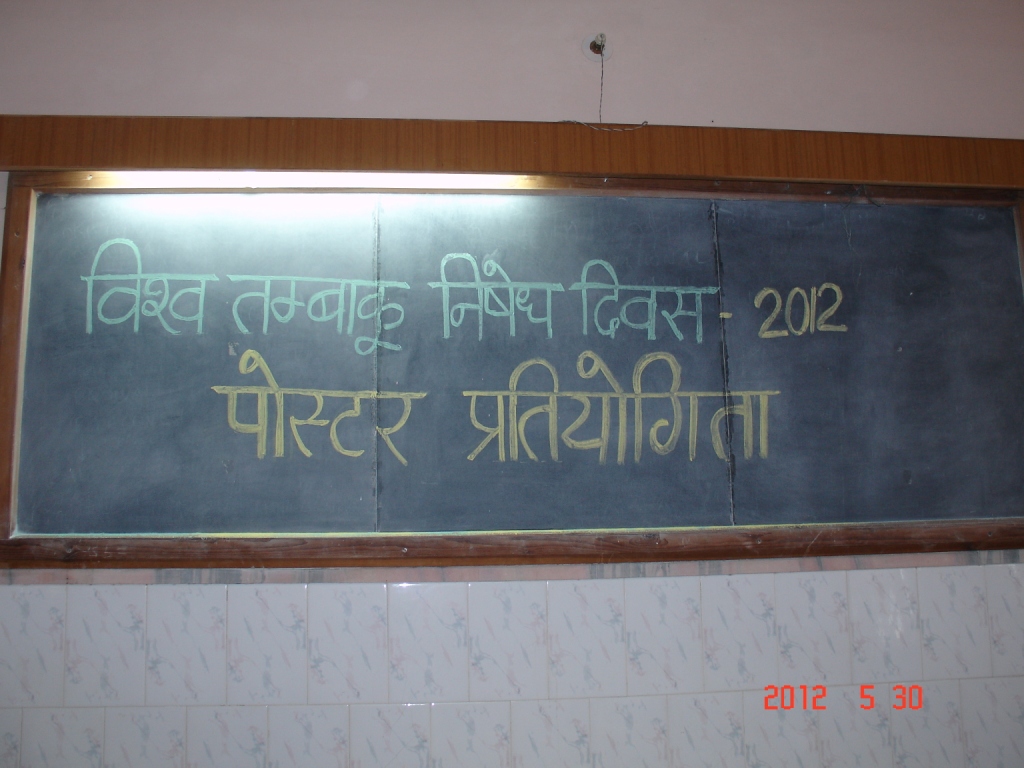 विश्व तम्बाकू निषेध दिवस - 2012
पोस्टर प्रतियोगिता
2012 5 30